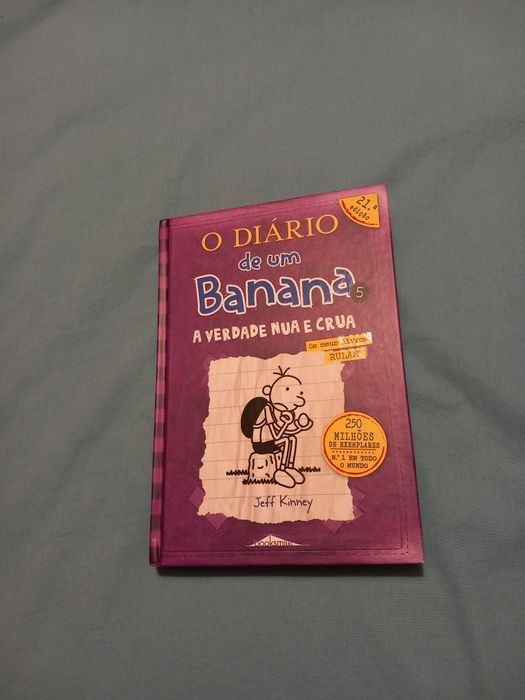 21.ª
edição
O DIÁRIO
de um
Banana
5
A VERDADE NUA E CRUA
Os seus livros
RULAM
250
MILHÕES
DE EXEMPLARES
N.º 1 EM TODO
O MUNDO
Jeff Kinney
booksmile